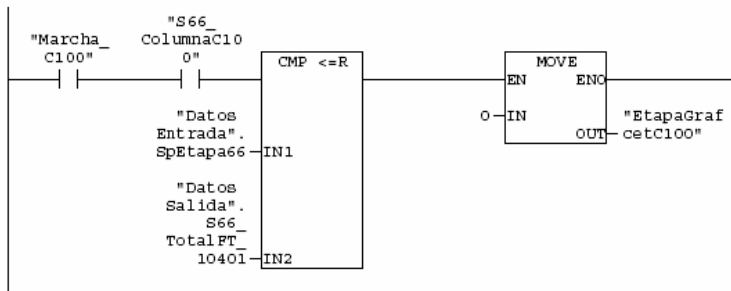 "Marcha_
C100"
"S66_
ColumnaC10
0"
CMP <=R
MOVE
EN ENO
0 IN
OUT
"EtapaGraf
cetC100"
"Datos
Entrada".
SpEtapa66 IN1
"Datos
Salida".
S66_
TotalFT_
10401 IN2